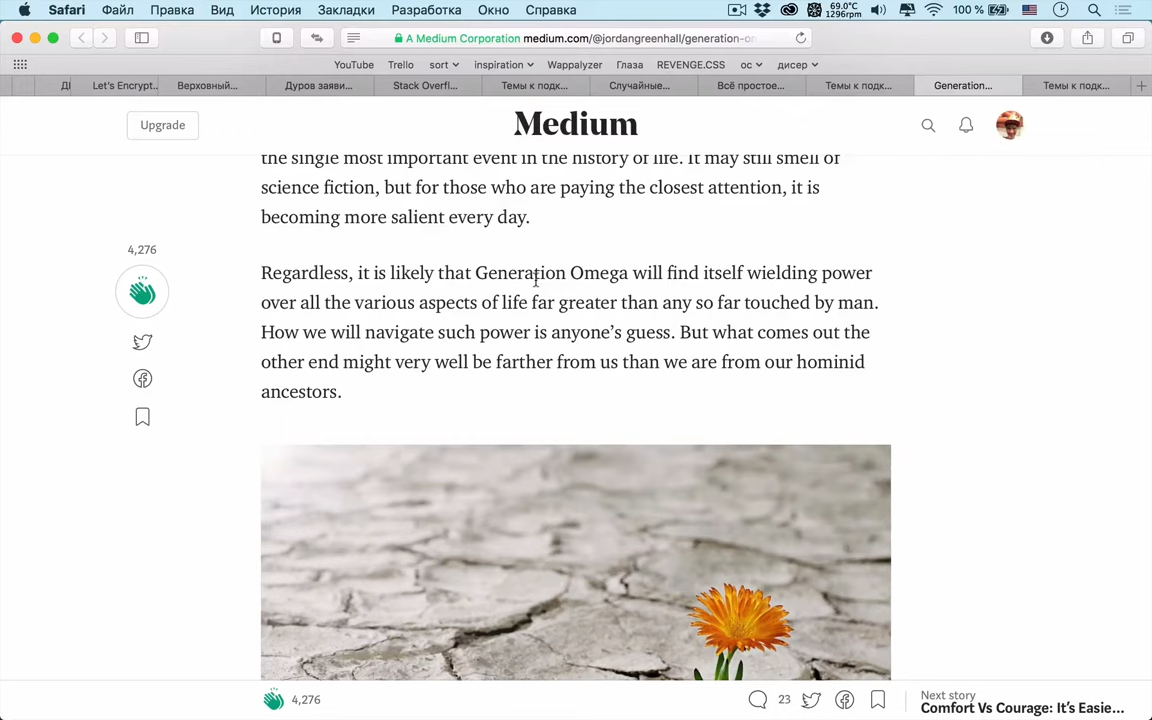 Safari Файл Правка Вид История Закладки Разработка Окно Справка 69.0°C 1296rpm 100 %
A Medium Corporation medium.com/@jordangreenhall/generation-o
YouTube Trello sort inspiration Wappalyzer Глаза REVENGE.CSS ос дисер
Let's Encrypt... Верховный... Дуров заяви... Stack Overfl... Темы к подк... Случайные... Всё простое... Темы к подк... Generation... Темы к подк...
Upgrade Medium
the single most important event in the history of life. It may still smell of
science fiction, but for those who are paying the closest attention, it is
becoming more salient every day.
4,276
Regardless, it is likely that Generation Omega will find itself wielding power
over all the various aspects of life far greater than any so far touched by man.
How we will navigate such power is anyone’s guess. But what comes out the
other end might very well be farther from us than we are from our hominid
ancestors.
4,276 23 Next story
Comfort Vs Courage: It’s Easie...